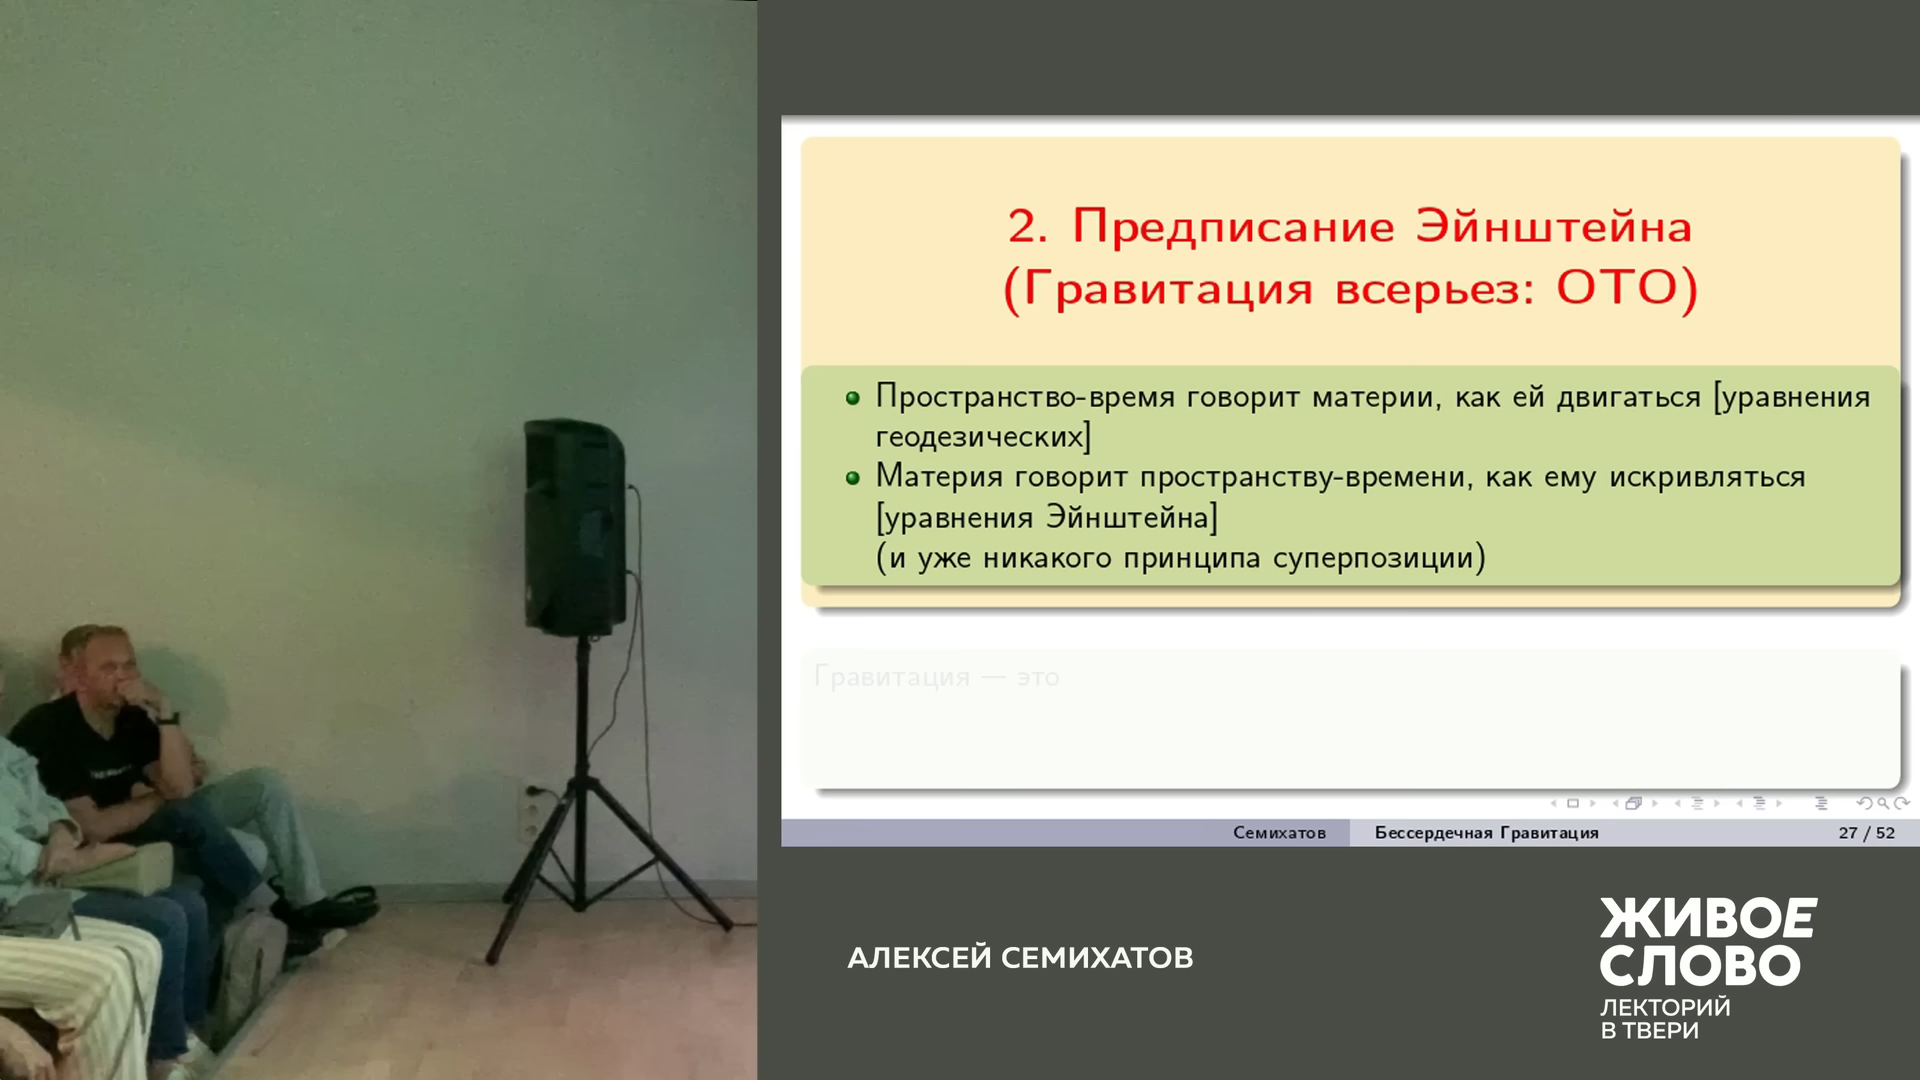 2. Предписание Эйнштейна
(Гравитация всерьез: ОТО)
Пространство-время говорит материи, как ей двигаться [уравнения
геодезических]
Материя говорит пространству-времени, как ему искривляться
[уравнения Эйнштейна]
(и уже никакого принципа суперпозиции)
Гравитация — это
Семихатов
Бессердечная Гравитация
27 / 52
АЛЕКСЕЙ СЕМИХАТОВ
ЖИВОЕ
СЛОВО
ЛЕКТОРИЙ
В ТВЕРИ